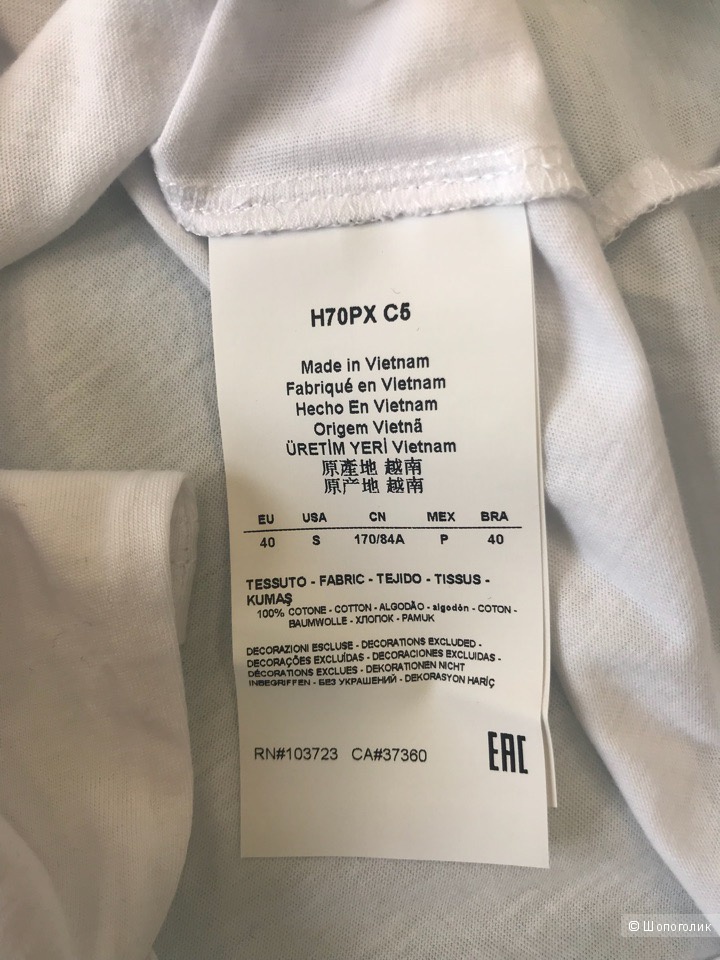 H70PX C5
Made in Vietnam
Fabriqué en Vietnam
Hecho En Vietnam
Origem Vietnã
ÜRETİM YERİ Vietnam
原產地 越南
原产地 越南
EU USA CN MEX BRA
40 S 170/84A P 40
TESSUTO - FABRIC - TEJIDO - TISSUS -
KUMAŞ
100% COTONE - COTTON - ALGODÃO - algodón - COTON -
BAUMWOLLE - ХЛОПОК - PAMUK
DECORAZIONI ESCLUSE - DECORATIONS EXCLUDED -
DECORAÇÕES EXCLUÍDAS - DECORACIONES EXCLUIDAS -
DÉCORATIONS EXCLUES - DEKORATIONEN NICHT
INBEGRIFFEN - БЕЗ УКРАШЕНИЙ - DEKORASYON HARİÇ
RN#103723 CA#37360 EAC
© Шопоголик